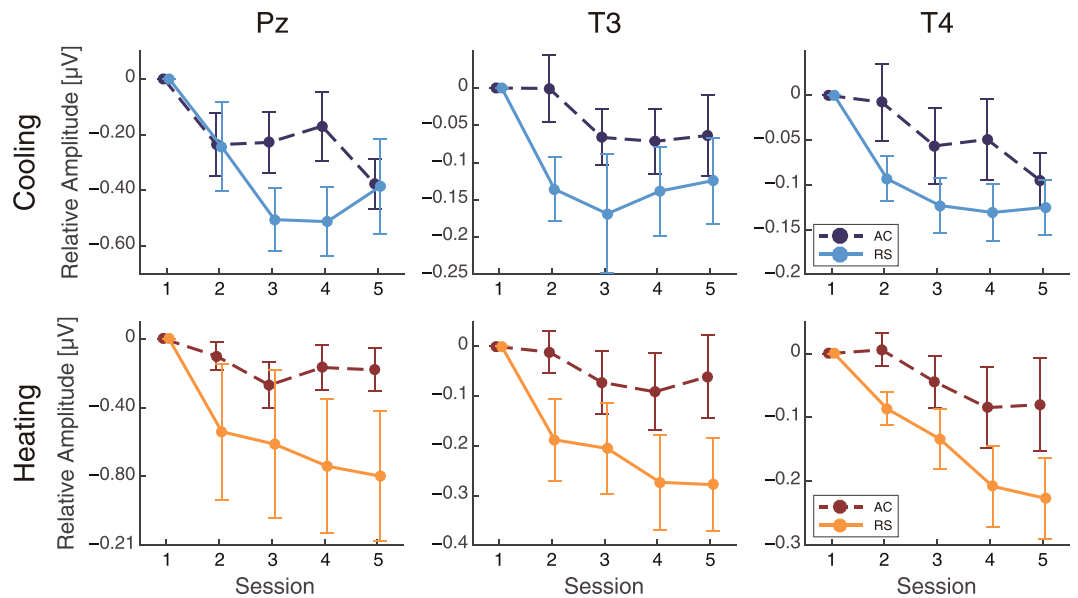 Pz T3 T4
Cooling
Relative Amplitude [µV]
0 0 0
−0.20 −0.05 −0.05
−0.40 −0.1 −0.1
−0.60 −0.15 −0.15
−0.2 −0.2
−0.25
AC
RS
1 2 3 4 5 1 2 3 4 5 1 2 3 4 5
Heating
Relative Amplitude [µV]
0 0 0
−0.40 −0.1 −0.1
−0.80 −0.2 −0.2
−0.21 −0.3 −0.3
−0.4
AC
RS
1 2 3 4 5 1 2 3 4 5 1 2 3 4 5
Session Session Session